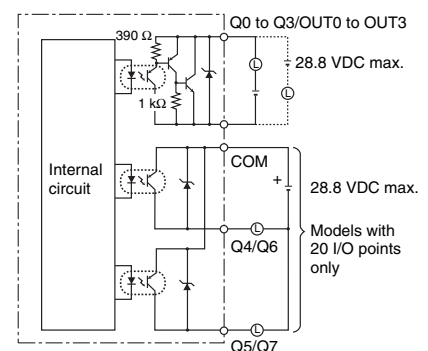 Q0 to Q3/OUT0 to OUT3
390 Ω
L
28.8 VDC max.
L
1 kΩ
Internal
circuit
COM
+
28.8 VDC max.
Models with
20 I/O points
only
L
Q4/Q6
L
Q5/Q7